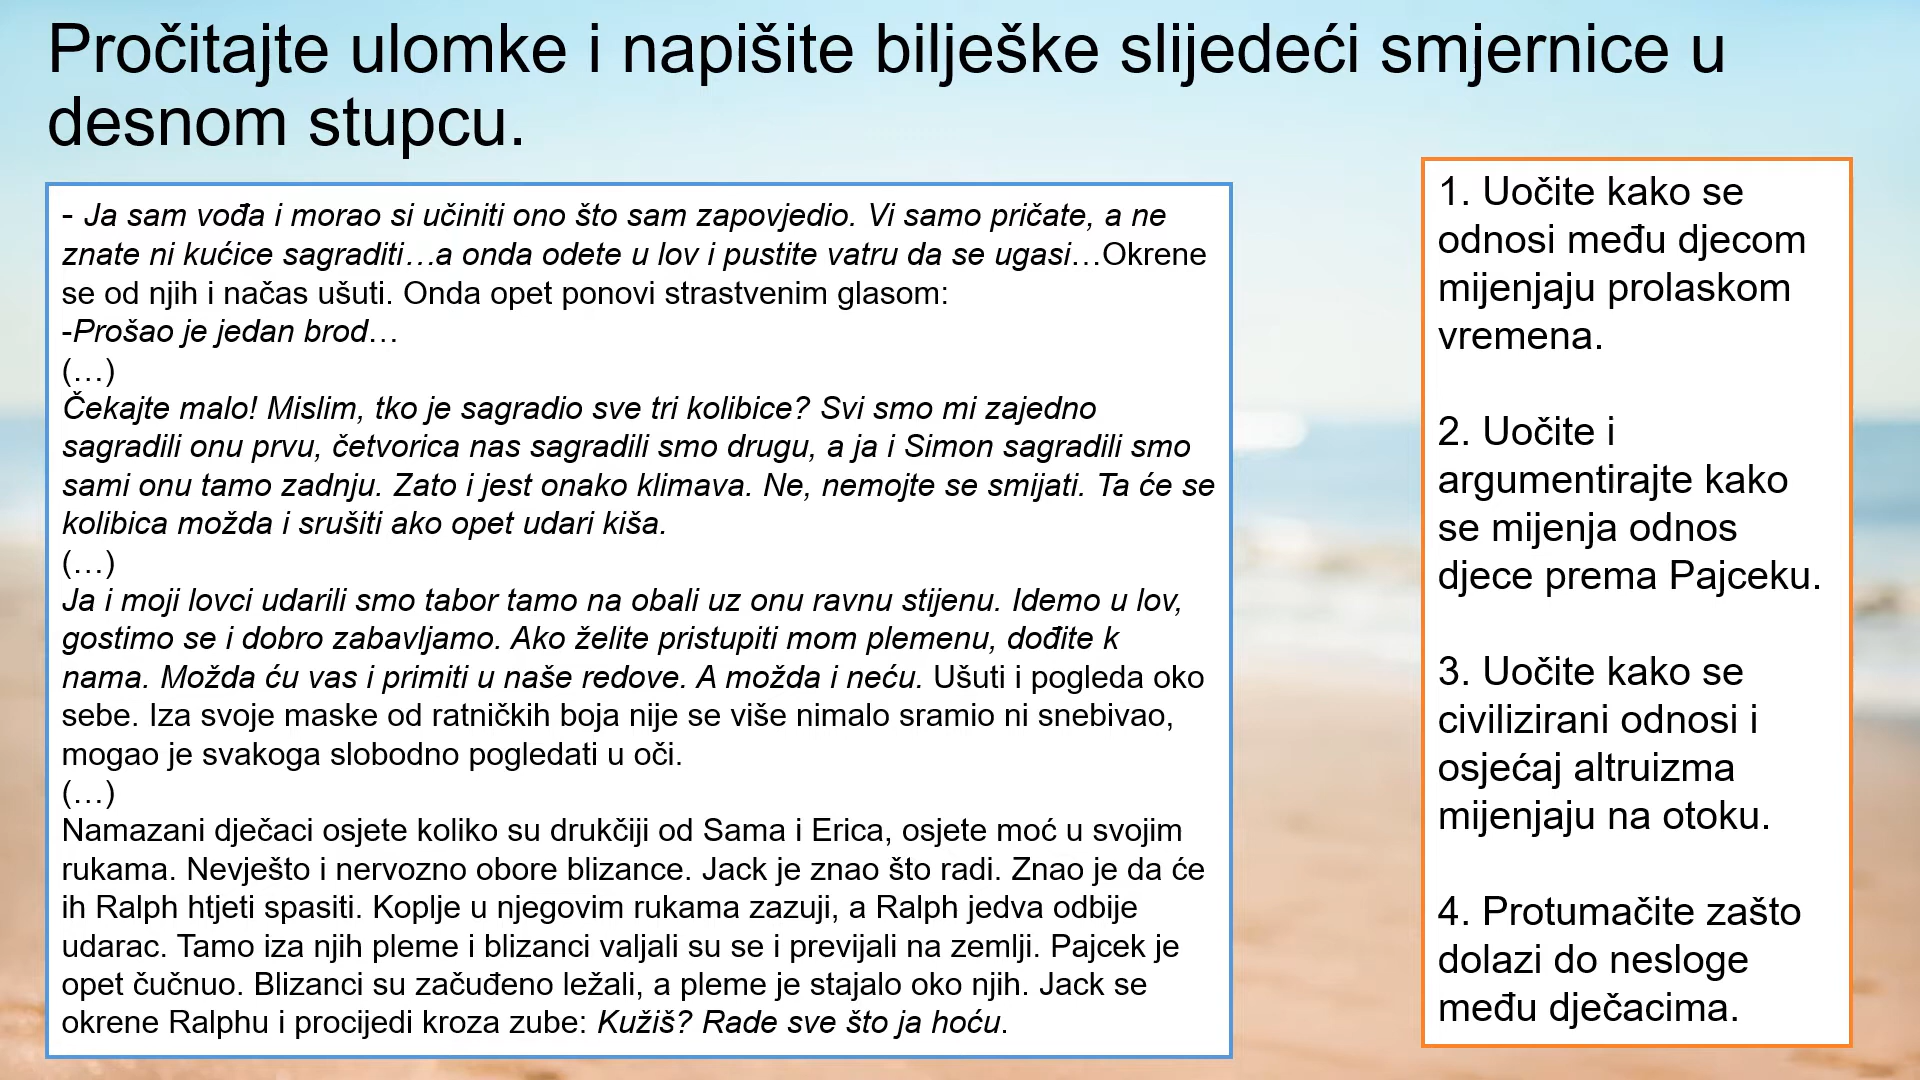 Pročitajte ulomke i napišite bilješke slijedeći smjernice u
desnom stupcu.
- Ja sam vođa i morao si učiniti ono što sam zapovjedio. Vi samo pričate, a ne
znate ni kućice sagraditi…a onda odete u lov i pustite vatru da se ugasi…Okrene
se od njih i načas ušuti. Onda opet ponovi strastvenim glasom:
-Prošao je jedan brod…
(…)
Čekajte malo! Mislim, tko je sagradio sve tri kolibice? Svi smo mi zajedno
sagradili onu prvu, četvorica nas sagradili smo drugu, a ja i Simon sagradili smo
sami onu tamo zadnju. Zato i jest onako klimava. Ne, nemojte se smijati. Ta će se
kolibica možda i srušiti ako opet udari kiša.
(…)
Ja i moji lovci udarili smo tabor tamo na obali uz onu ravnu stijenu. Idemo u lov,
gostimo se i dobro zabavljamo. Ako želite pristupiti mom plemenu, dođite k
nama. Možda ću vas i primiti u naše redove. A možda i neću. Ušuti i pogleda oko
sebe. Iza svoje maske od ratničkih boja nije se više nimalo sramio ni snebivao,
mogao je svakoga slobodno pogledati u oči.
(…)
Namazani dječaci osjete koliko su drukčiji od Sama i Erica, osjete moć u svojim
rukama. Nevješto i nervozno obore blizance. Jack je znao što radi. Znao je da će
ih Ralph htjeti spasiti. Koplje u njegovim rukama zazuji, a Ralph jedva odbije
udarac. Tamo iza njih pleme i blizanci valjali su se i previjali na zemlji. Pajcek je
opet čučnuo. Blizanci su začuđeno ležali, a pleme je stajalo oko njih. Jack se
okrene Ralphu i procijedi kroza zube: Kužiš? Rade sve što ja hoću.
1. Uočite kako se
odnosi među djecom
mijenjaju prolaskom
vremena.
2. Uočite i
argumentirajte kako
se mijenja odnos
djece prema Pajceku.
3. Uočite kako se
civilizirani odnosi i
osjećaj altruizma
mijenjaju na otoku.
4. Protumačite zašto
dolazi do nesloge
među dječacima.